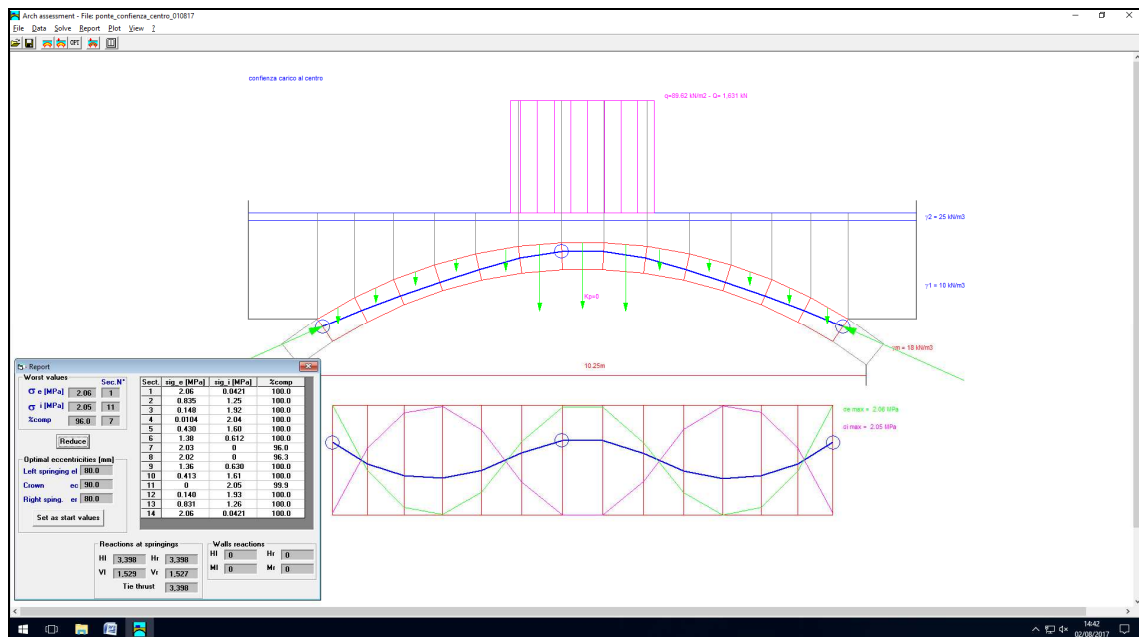 Arch assessment - File: ponte_confienza_centro_010817
File Data Solve Report Plot View ?
OPT
confienza carico al centro
q=89.62 kN/m2 - Q= 1,631 kN
γ2 = 25 kN/m3
γ1 = 10 kN/m3
Kp=0
γm = 18 kN/m3
10.25m
σe max = 2.06 MPa
σi max = 2.05 MPa
Report
Worst values
Sec.N°
σ e [MPa] 2.06 1
σ i [MPa] 2.05 11
%comp 96.0 7
Reduce
Optimal eccentricities [mm]
Left springing el 80.0
Crown ec 90.0
Right sping. er 80.0
Set as start values
Sect. sig_e [MPa] sig_i [MPa] %comp
1 2.06 0.0421 100.0
2 0.835 1.25 100.0
3 0.148 1.92 100.0
4 0.0104 2.04 100.0
5 0.430 1.60 100.0
6 1.38 0.612 100.0
7 2.03 0 96.0
8 2.02 0 96.3
9 1.36 0.630 100.0
10 0.413 1.61 100.0
11 0 2.05 99.9
12 0.140 1.93 100.0
13 0.831 1.26 100.0
14 2.06 0.0421 100.0
Reactions at springings
Hl 3,398 Hr 3,398
Vl 1,529 Vr 1,527
Tie thrust 3,398
Walls reactions
Hl 0 Hr 0
Ml 0 Mr 0
14:42
02/08/2017